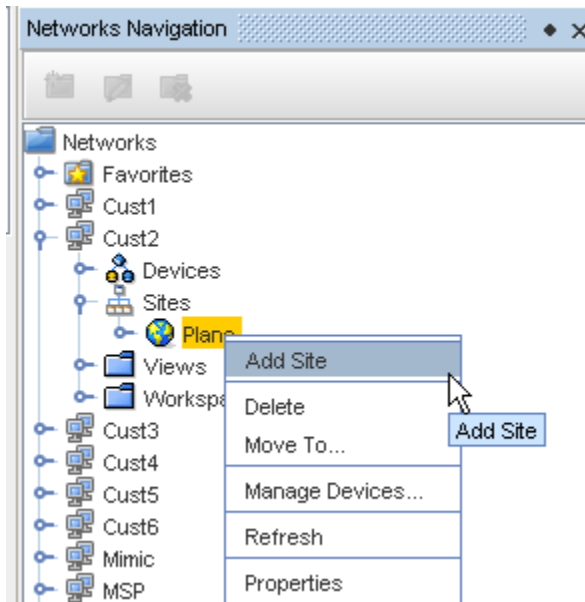 Networks Navigation
Networks
Favorites
Cust1
Cust2
Devices
Sites
Views
Cust3
Cust4
Cust5
Cust6
Mimic
MSP
Add Site
Delete
Move To...
Manage Devices...
Refresh
Properties
Add Site